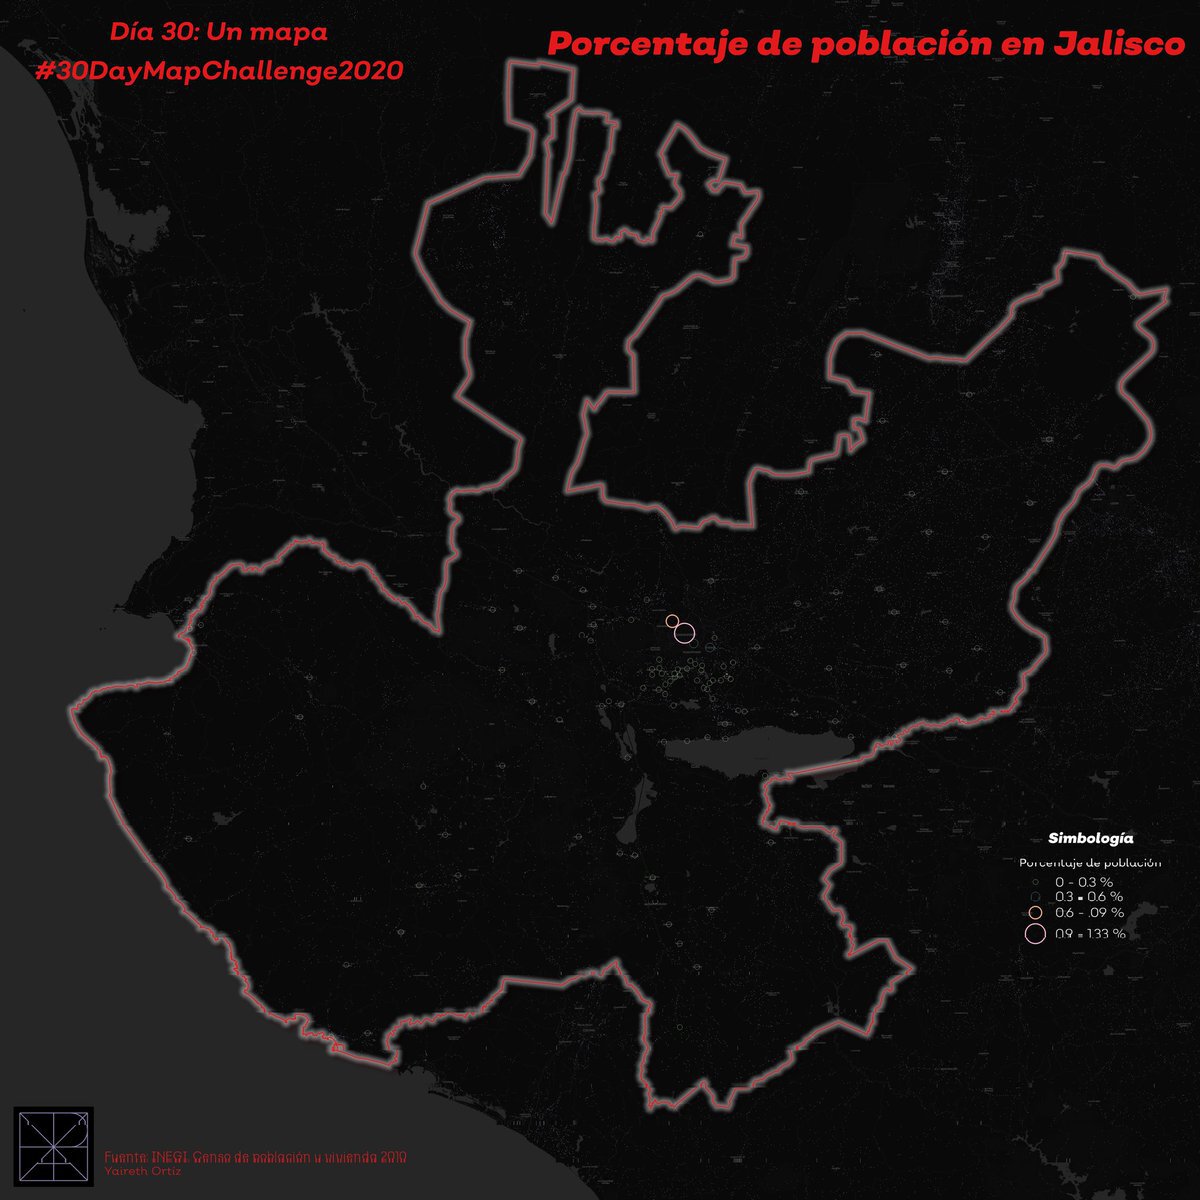 Día 30: Un mapa
#30DayMapChallenge2020
Porcentaje de población en Jalisco
Simbología
Porcentaje de población
0 - 0.3 %
0.3 - 0.6 %
0.6 - .09 %
0.9 - 1.33 %
Fuente: INEGI. Censo de población y vivienda 2010
Yaireth Ortíz